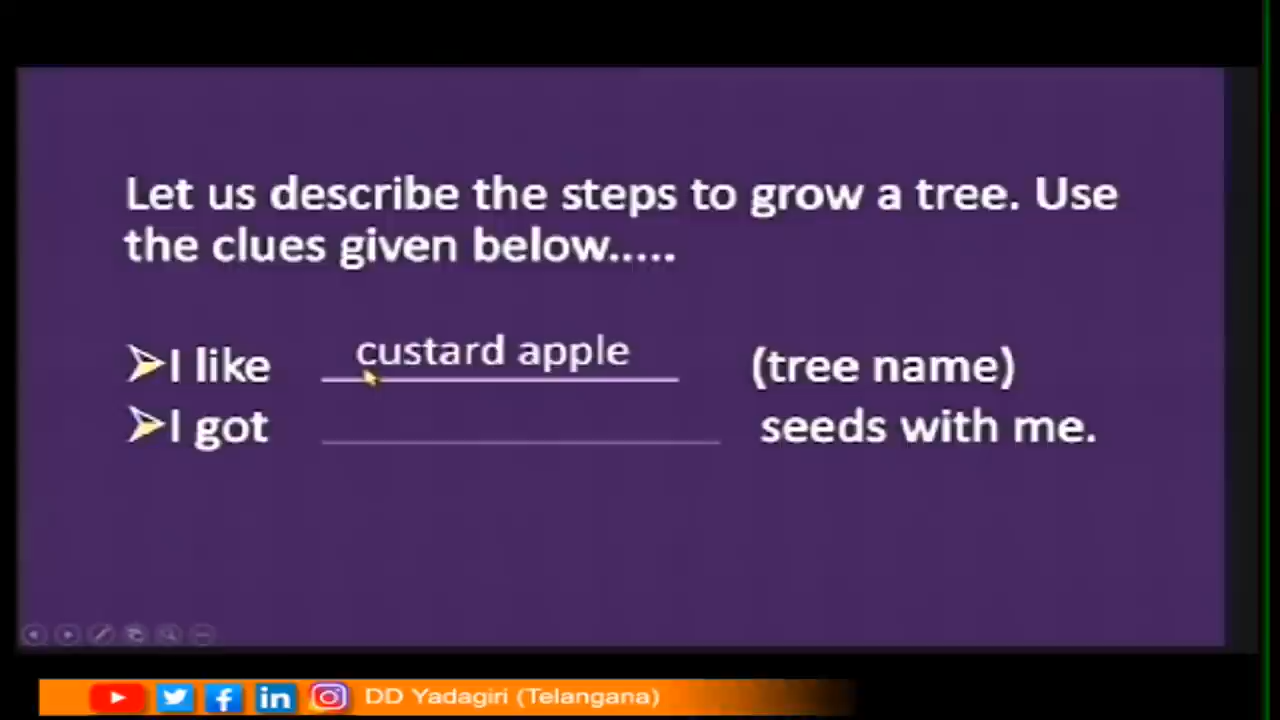 Let us describe the steps to grow a tree. Use
the clues given below.....
I like custard apple (tree name)
I got ____________ seeds with me.
DD Yadagiri (Telangana)